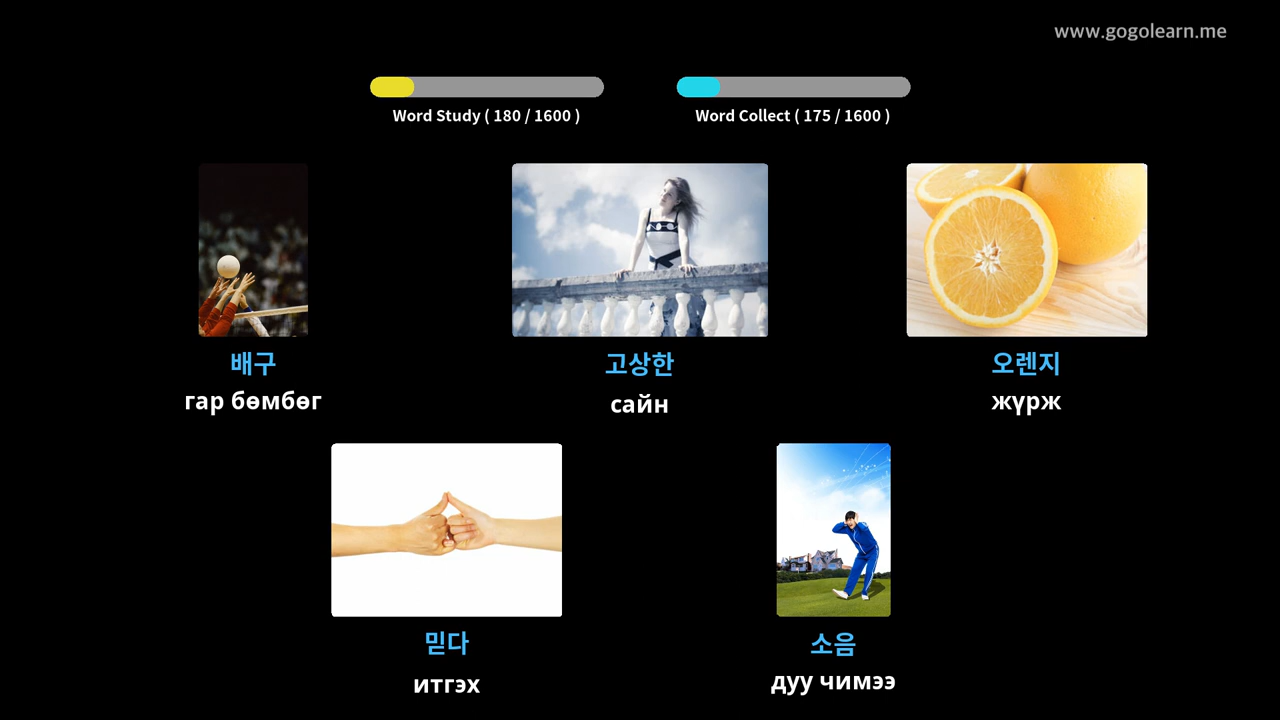 www.gogolearn.me
Word Study ( 180 / 1600 )
Word Collect ( 175 / 1600 )
배구
고상한
오렌지
гар бөмбөг
сайн
жүрж
믿다
소음
итгэх
дуу чимээ